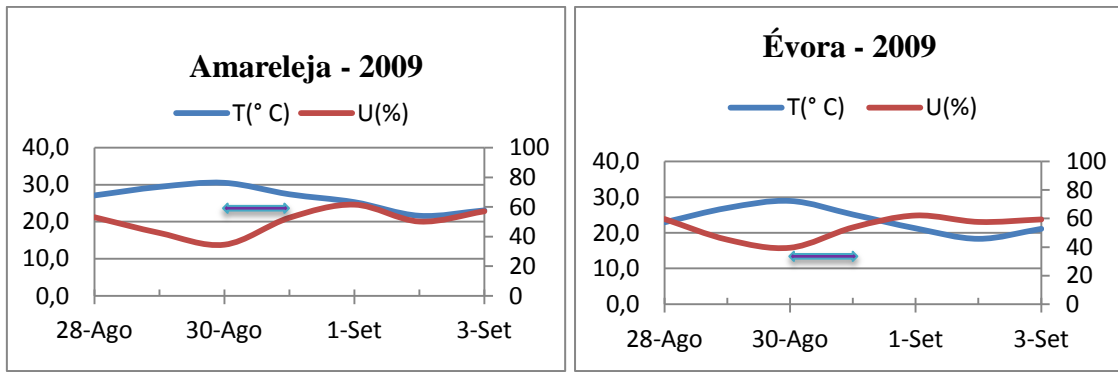 Amareleja - 2009
T(° C) U(%)
40,0 100
30,0 80
20,0 60
10,0 40
0,0 20
0
28-Ago 30-Ago 1-Set 3-Set
Évora - 2009
T(° C) U(%)
40,0 100
30,0 80
20,0 60
10,0 40
0,0 20
0
28-Ago 30-Ago 1-Set 3-Set